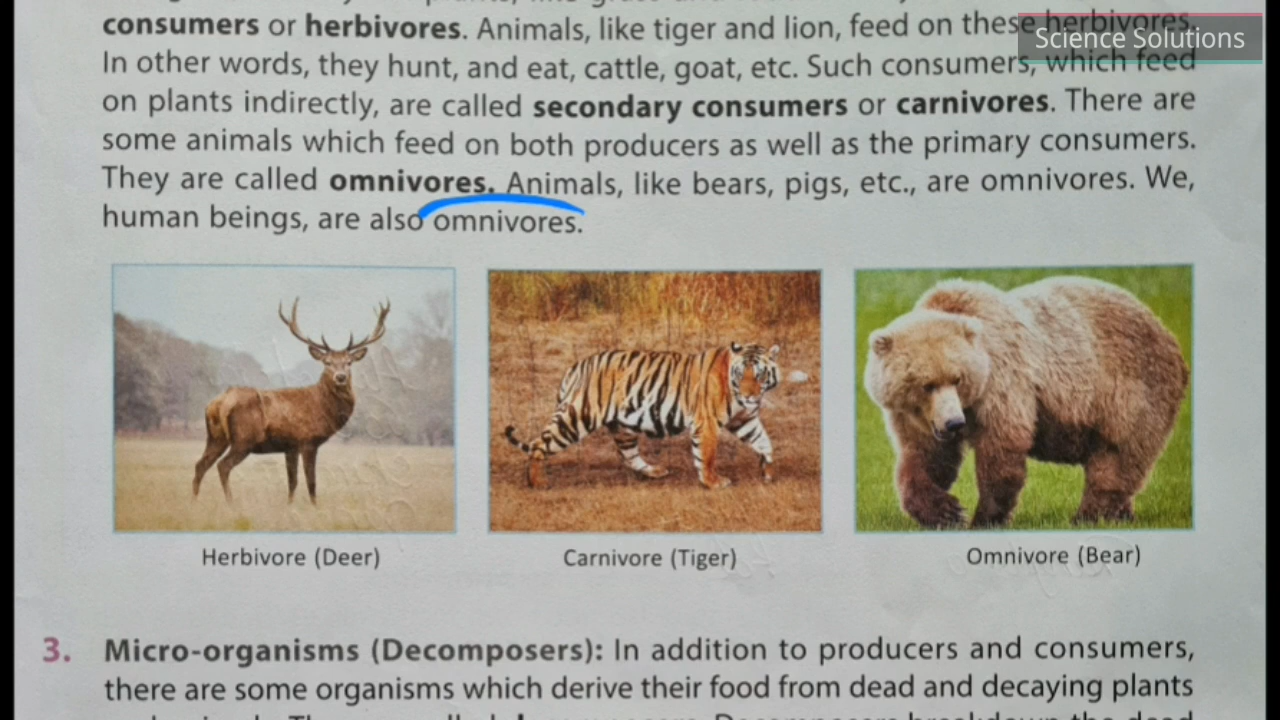 consumers or herbivores. Animals, like tiger and lion, feed on these herbivores.
Science Solutions
In other words, they hunt, and eat, cattle, goat, etc. Such consumers, which feed
on plants indirectly, are called secondary consumers or carnivores. There are
some animals which feed on both producers as well as the primary consumers.
They are called omnivores. Animals, like bears, pigs, etc., are omnivores. We,
human beings, are also omnivores.
Herbivore (Deer)
Carnivore (Tiger)
Omnivore (Bear)
3. Micro-organisms (Decomposers): In addition to producers and consumers,
there are some organisms which derive their food from dead and decaying plants